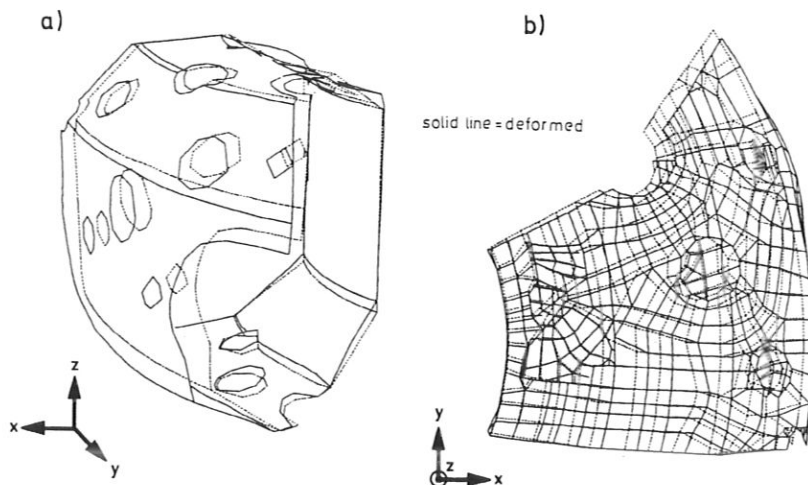 a)
b)
solid line = deformed
z
x
y
y
z
x